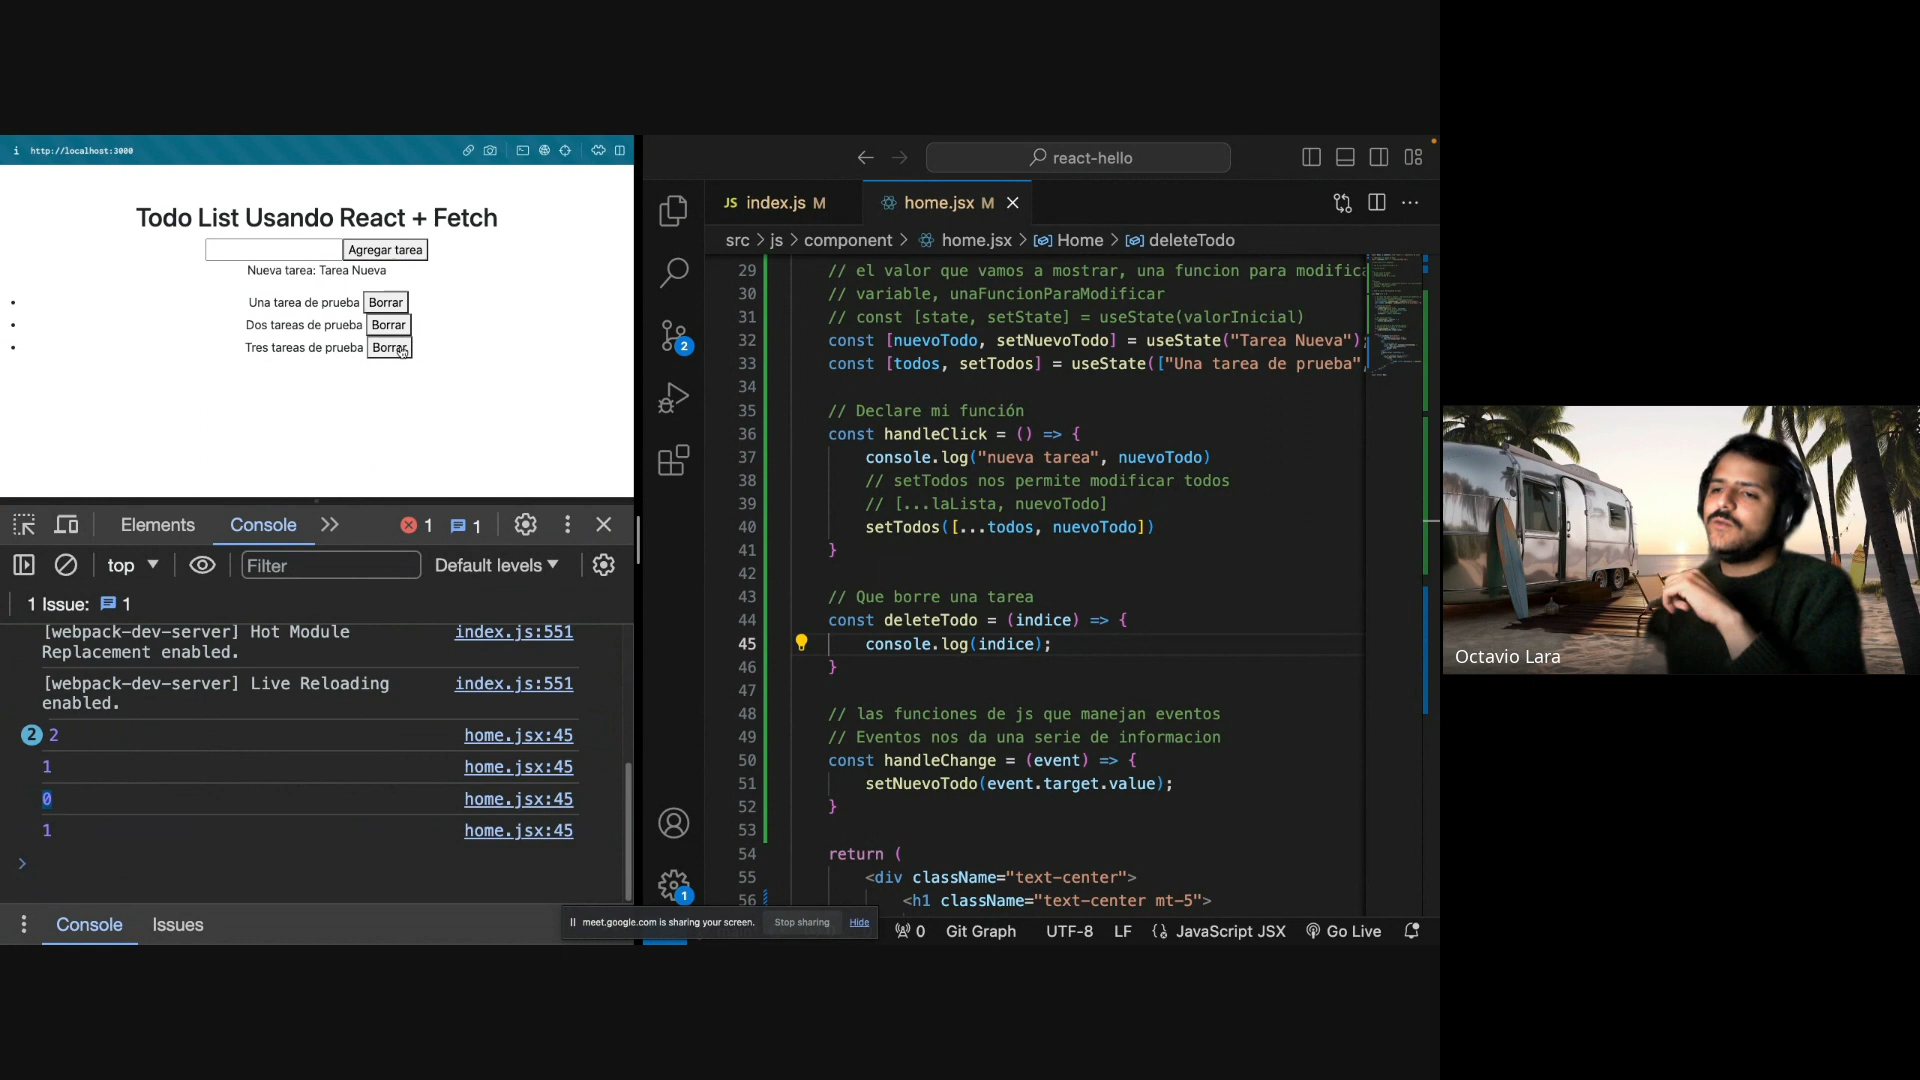 http://localhost:3000
Todo List Usando React + Fetch
Agregar tarea
Nueva tarea: Tarea Nueva
Una tarea de prueba Borrar
Dos tareas de prueba Borrar
Tres tareas de prueba Borrar
Elements Console 1 1
top Filter Default levels
1 Issue: 1
[webpack-dev-server] Hot Module Replacement enabled. index.js:551
[webpack-dev-server] Live Reloading enabled. index.js:551
2 2 home.jsx:45
1 home.jsx:45
0 home.jsx:45
1 home.jsx:45
Console Issues
meet.google.com is sharing your screen. Stop sharing Hide
react-hello
JS index.js M home.jsx M
src > js > component > home.jsx > Home > deleteTodo
2
1
29 // el valor que vamos a mostrar, una funcion para modifica
30 // variable, unaFuncionParaModificar
31 // const [state, setState] = useState(valorInicial)
32 const [nuevoTodo, setNuevoTodo] = useState("Tarea Nueva");
33 const [todos, setTodos] = useState(["Una tarea de prueba",
34
35 // Declare mi función
36 const handleClick = () => {
37 console.log("nueva tarea", nuevoTodo)
38 // setTodos nos permite modificar todos
39 // [...laLista, nuevoTodo]
40 setTodos([...todos, nuevoTodo])
41 }
42
43 // Que borre una tarea
44 const deleteTodo = (indice) => {
45 console.log(indice);
46 }
47
48 // las funciones de js que manejan eventos
49 // Eventos nos da una serie de informacion
50 const handleChange = (event) => {
51 setNuevoTodo(event.target.value);
52 }
53
54 return (
55 <div className="text-center">
56 <h1 className="text-center mt-5">
0 Git Graph UTF-8 LF JavaScript JSX Go Live
Octavio Lara